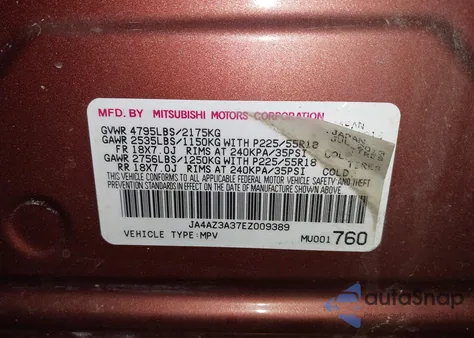 MFD. BY MITSUBISHI MOTORS CORPORATION
GVWR 4795LBS/2175KG
GAWR 2535LBS/1150KG WITH P225/55R18
FR 18X7.0J RIMS AT 240KPA/35PSI COLD
GAWR 2756LBS/1250KG WITH P225/55R18
RR 18X7.0J RIMS AT 240KPA/35PSI COLD
THIS VEHICLE CONFORMS TO ALL APPLICABLE FEDERAL MOTOR VEHICLE SAFETY AND THEFT
PREVENTION STANDARDS IN EFFECT ON THE DATE OF MANUFACTURE SHOWN ABOVE.
JA4AZ3A37EZ009389
VEHICLE TYPE:MPV MU001 760
autoSnap